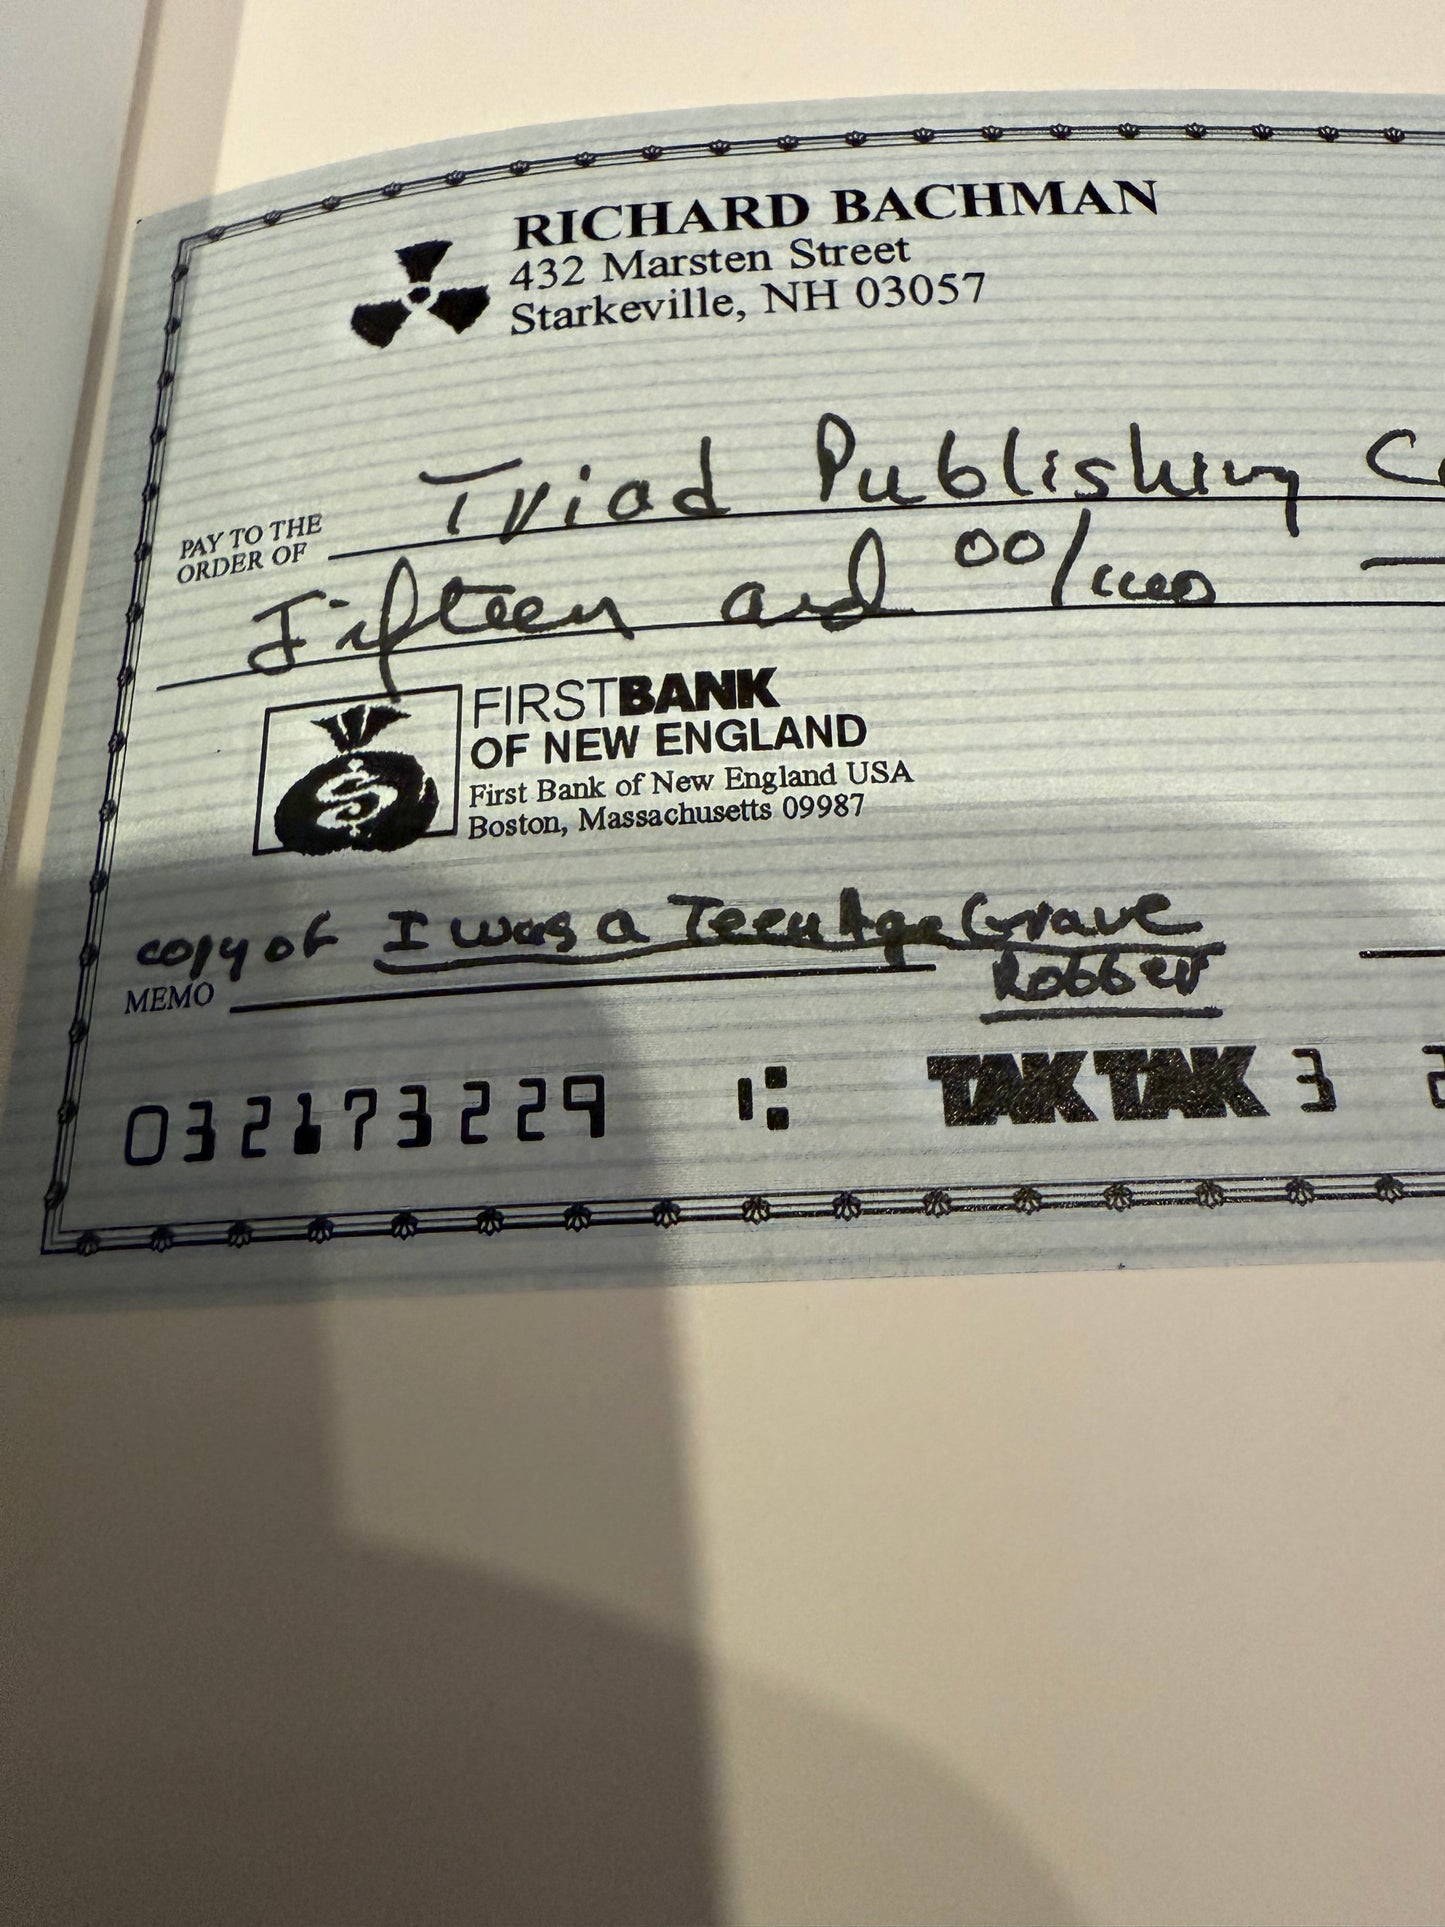 RICHARD BACHMAN
432 Marsten Street
Starkeville, NH 03057
PAY TO THE
ORDER OF
Triad Publishing
Fifteen and 00/
FIRSTBANK
OF NEW ENGLAND
First Bank of New England USA
Boston, Massachusetts 09987
copy of I was a TeenAge Grave
Robber
MEMO
032173229 TAK TAK 3